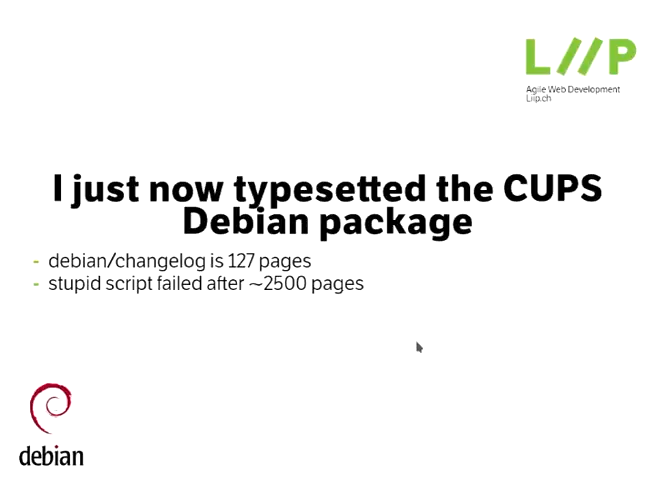 LIIP
Agile Web Development
Liip.ch
I just now typesetted the CUPS
Debian package
- debian/changelog is 127 pages
- stupid script failed after ~2500 pages
debian